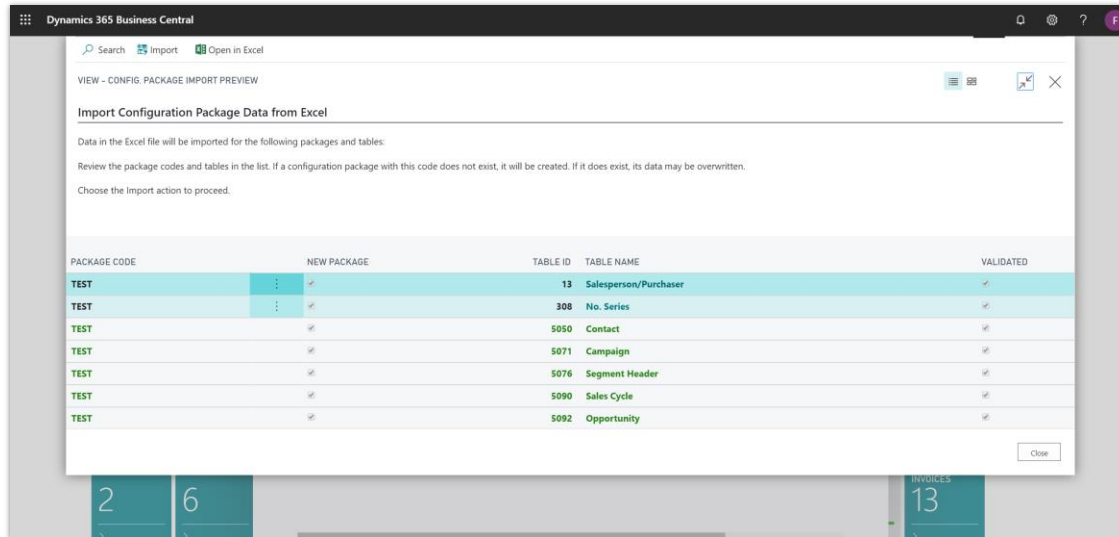 Dynamics 365 Business Central
?
F
Search Import Open in Excel
VIEW - CONFIG. PACKAGE IMPORT PREVIEW
Import Configuration Package Data from Excel
Data in the Excel file will be imported for the following packages and tables:
Review the package codes and tables in the list. If a configuration package with this code does not exist, it will be created. If it does exist, its data may be overwritten.
Choose the Import action to proceed.
PACKAGE CODE NEW PACKAGE TABLE ID TABLE NAME VALIDATED
TEST 13 Salesperson/Purchaser
TEST 308 No. Series
TEST 5050 Contact
TEST 5071 Campaign
TEST 5076 Segment Header
TEST 5090 Sales Cycle
TEST 5092 Opportunity
Close
INVOICES
2 6 13